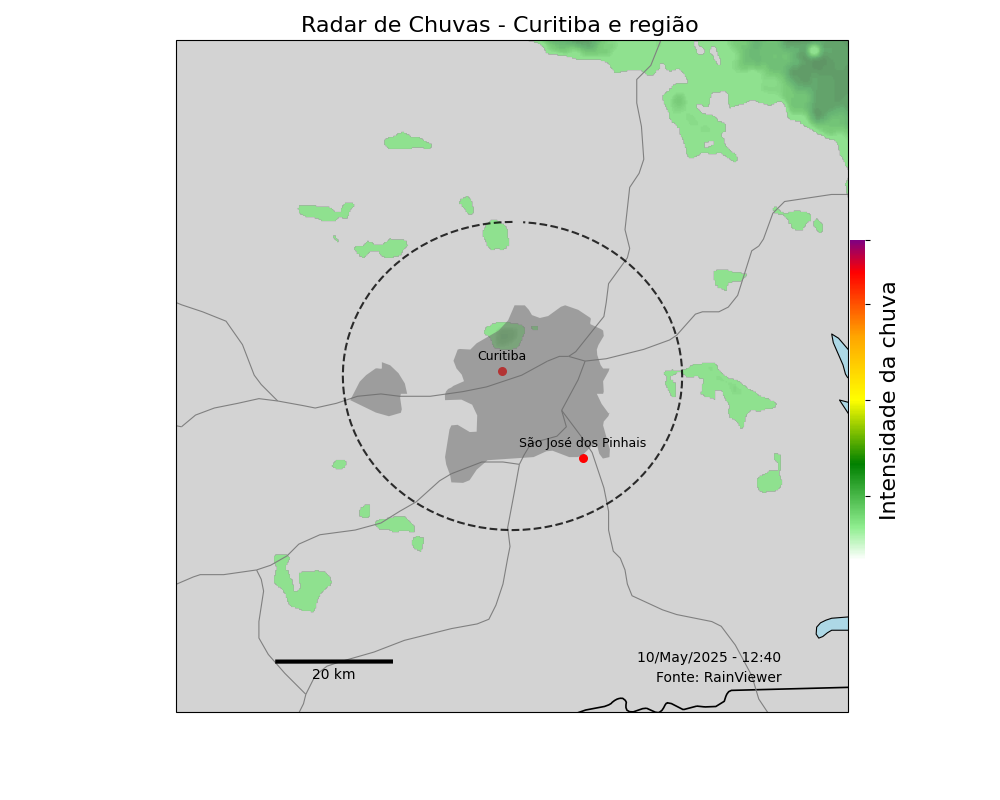 Radar de Chuvas - Curitiba e região
Curitiba
São José dos Pinhais
Intensidade da chuva
10/May/2025 - 12:40
Fonte: RainViewer
20 km